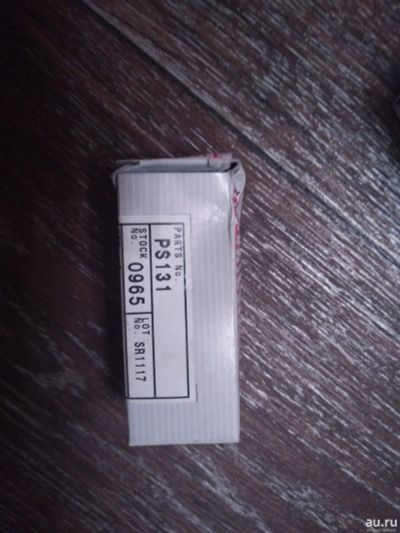 PARTS No.
PS131
STOCK No. 0965
LOT No. SR1117
au.ru